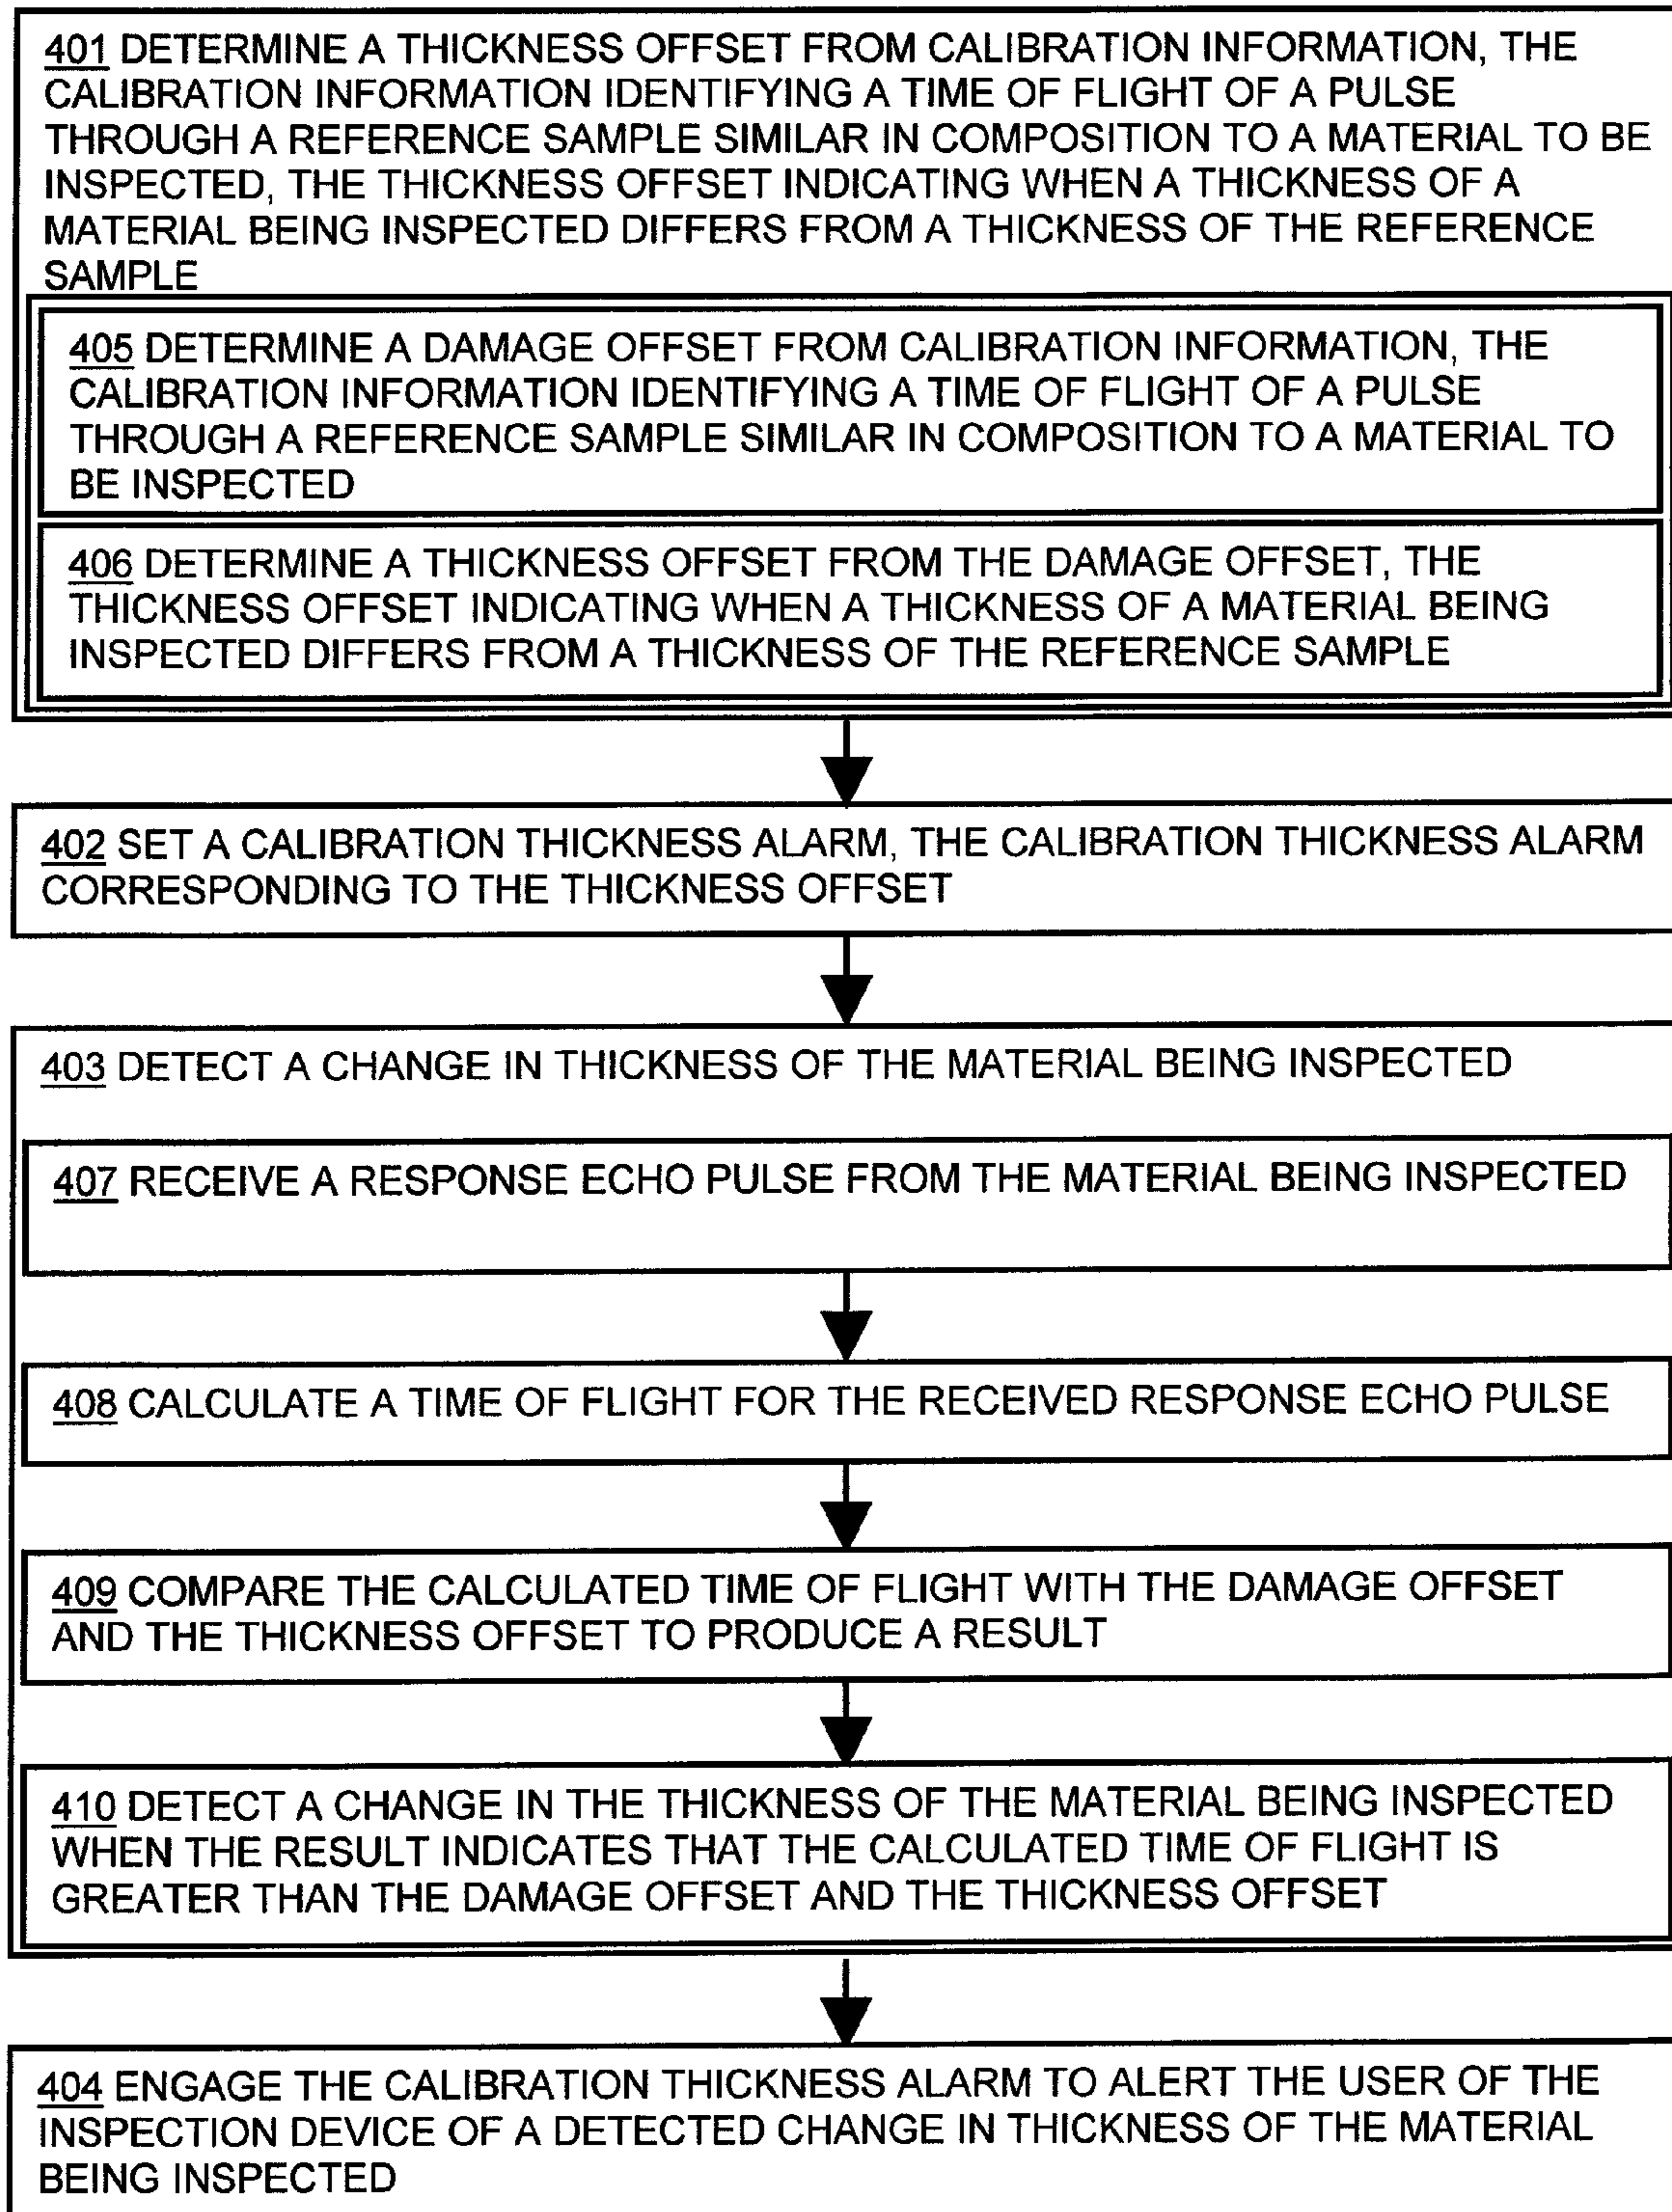 401 DETERMINE A THICKNESS OFFSET FROM CALIBRATION INFORMATION, THE
CALIBRATION INFORMATION IDENTIFYING A TIME OF FLIGHT OF A PULSE
THROUGH A REFERENCE SAMPLE SIMILAR IN COMPOSITION TO A MATERIAL TO BE
INSPECTED, THE THICKNESS OFFSET INDICATING WHEN A THICKNESS OF A
MATERIAL BEING INSPECTED DIFFERS FROM A THICKNESS OF THE REFERENCE
SAMPLE
405 DETERMINE A DAMAGE OFFSET FROM CALIBRATION INFORMATION, THE
CALIBRATION INFORMATION IDENTIFYING A TIME OF FLIGHT OF A PULSE
THROUGH A REFERENCE SAMPLE SIMILAR IN COMPOSITION TO A MATERIAL TO
BE INSPECTED
406 DETERMINE A THICKNESS OFFSET FROM THE DAMAGE OFFSET, THE
THICKNESS OFFSET INDICATING WHEN A THICKNESS OF A MATERIAL BEING
INSPECTED DIFFERS FROM A THICKNESS OF THE REFERENCE SAMPLE
402 SET A CALIBRATION THICKNESS ALARM, THE CALIBRATION THICKNESS ALARM
CORRESPONDING TO THE THICKNESS OFFSET
403 DETECT A CHANGE IN THICKNESS OF THE MATERIAL BEING INSPECTED
407 RECEIVE A RESPONSE ECHO PULSE FROM THE MATERIAL BEING INSPECTED
408 CALCULATE A TIME OF FLIGHT FOR THE RECEIVED RESPONSE ECHO PULSE
409 COMPARE THE CALCULATED TIME OF FLIGHT WITH THE DAMAGE OFFSET
AND THE THICKNESS OFFSET TO PRODUCE A RESULT
410 DETECT A CHANGE IN THE THICKNESS OF THE MATERIAL BEING INSPECTED
WHEN THE RESULT INDICATES THAT THE CALCULATED TIME OF FLIGHT IS
GREATER THAN THE DAMAGE OFFSET AND THE THICKNESS OFFSET
404 ENGAGE THE CALIBRATION THICKNESS ALARM TO ALERT THE USER OF THE
INSPECTION DEVICE OF A DETECTED CHANGE IN THICKNESS OF THE MATERIAL
BEING INSPECTED